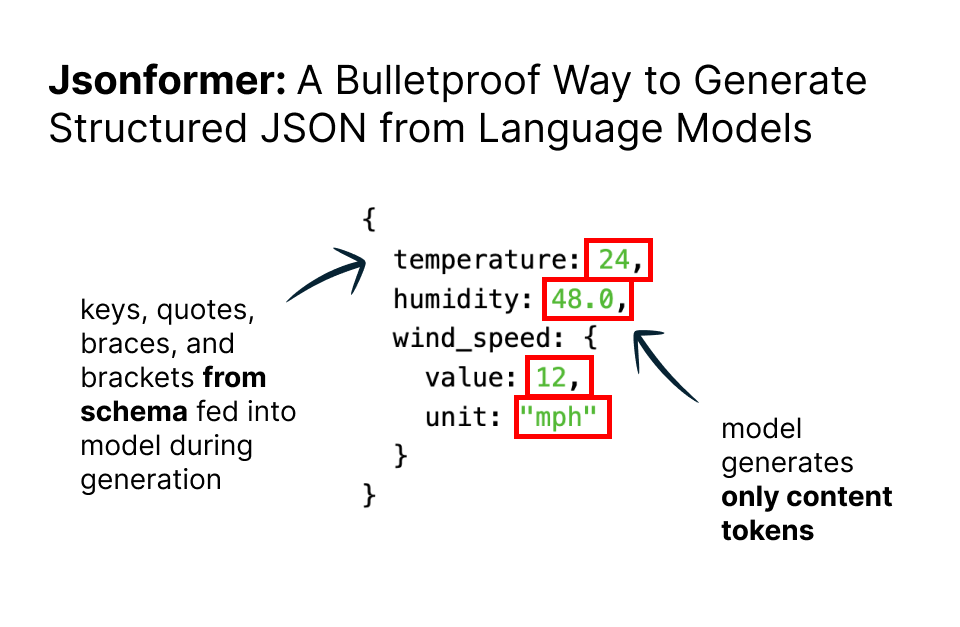 Jsonformer: A Bulletproof Way to Generate
Structured JSON from Language Models
{
temperature: 24,
humidity: 48.0,
wind_speed: {
value: 12,
unit: "mph"
}
}
keys, quotes,
braces, and
brackets from
schema fed into
model during
generation
model
generates
only content
tokens